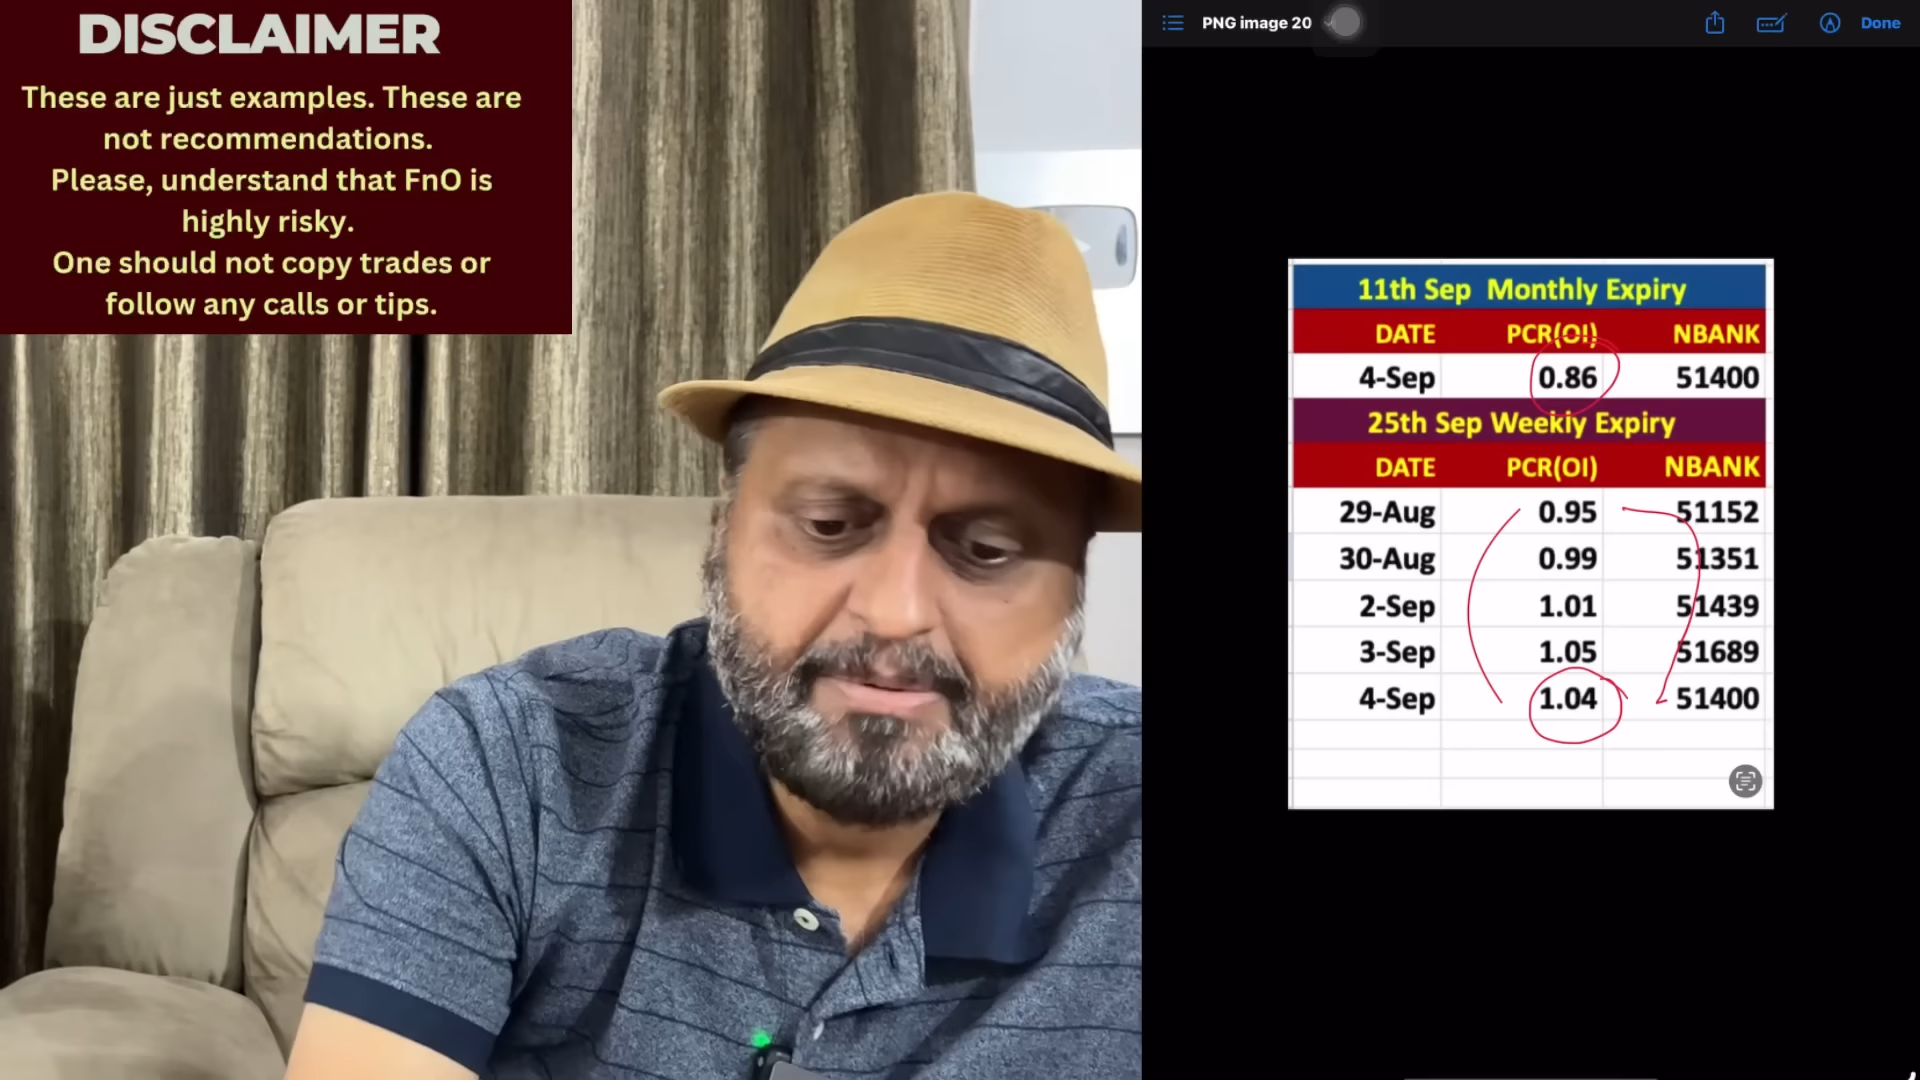 DISCLAIMER
These are just examples. These are
not recommendations.
Please, understand that FnO is
highly risky.
One should not copy trades or
follow any calls or tips.
PNG image 20
Done
11th Sep Monthly Expiry
DATE PCR(OI) NBANK
4-Sep 0.86 51400
25th Sep Weekly Expiry
DATE PCR(OI) NBANK
29-Aug 0.95 51152
30-Aug 0.99 51351
2-Sep 1.01 51439
3-Sep 1.05 51689
4-Sep 1.04 51400